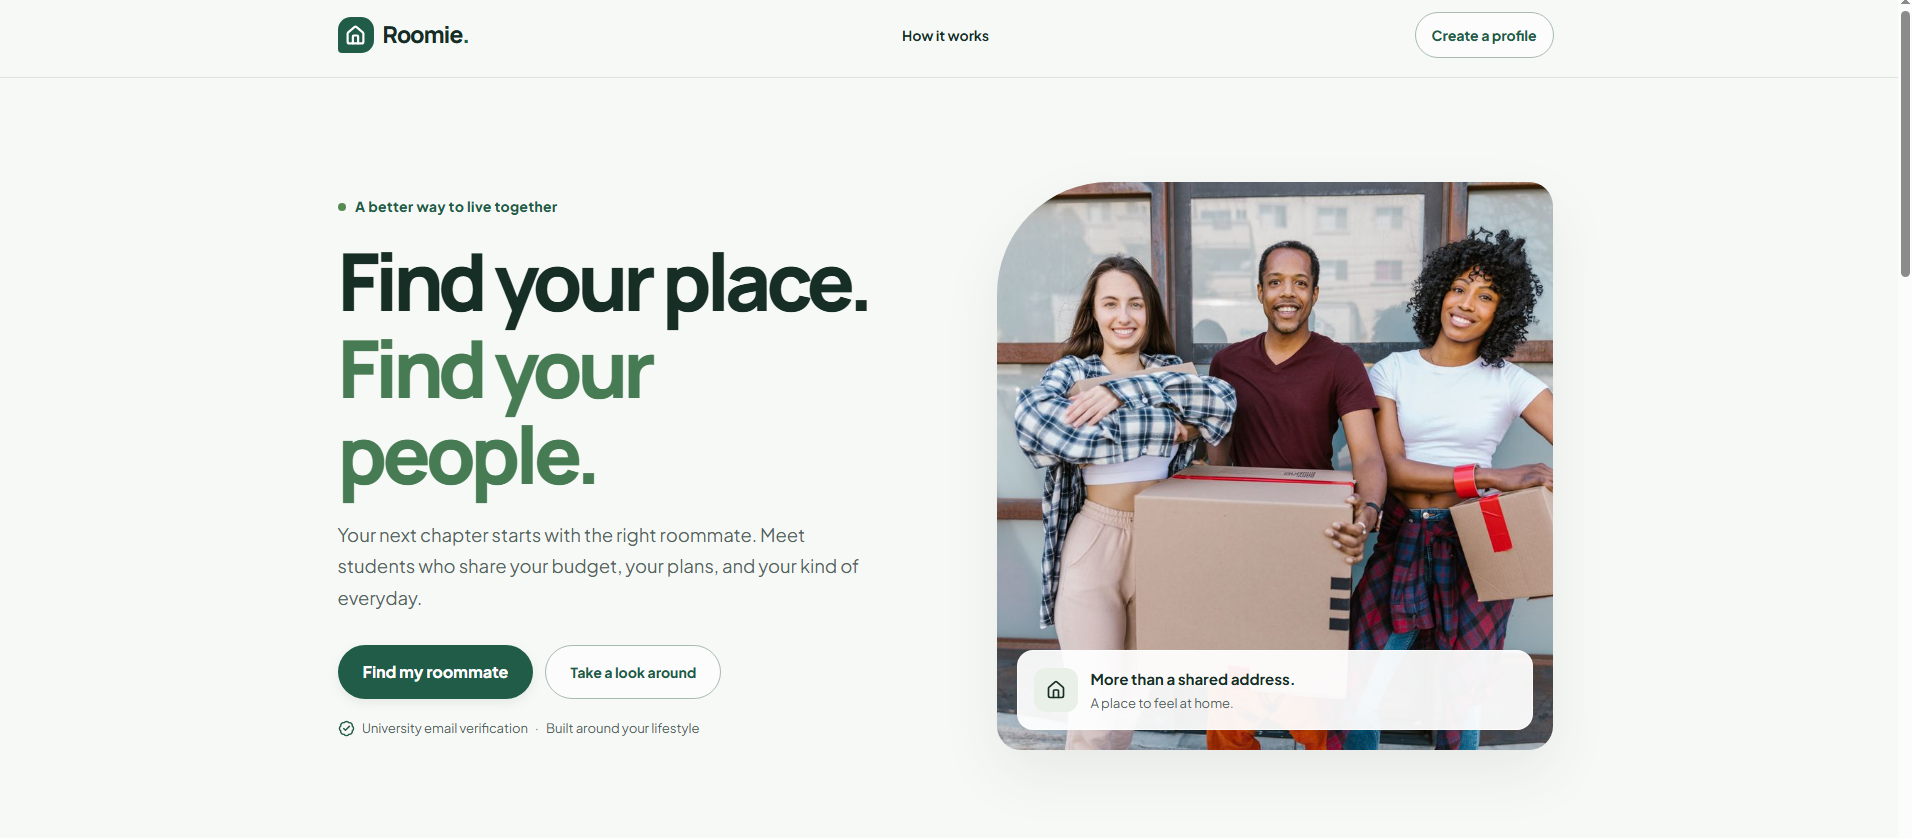 Roomie.
How it works
Create a profile
A better way to live together
Find your place.
Find your
people.
Your next chapter starts with the right roommate. Meet
students who share your budget, your plans, and your kind of
everyday.
Find my roommate
Take a look around
University email verification · Built around your lifestyle
More than a shared address.
A place to feel at home.